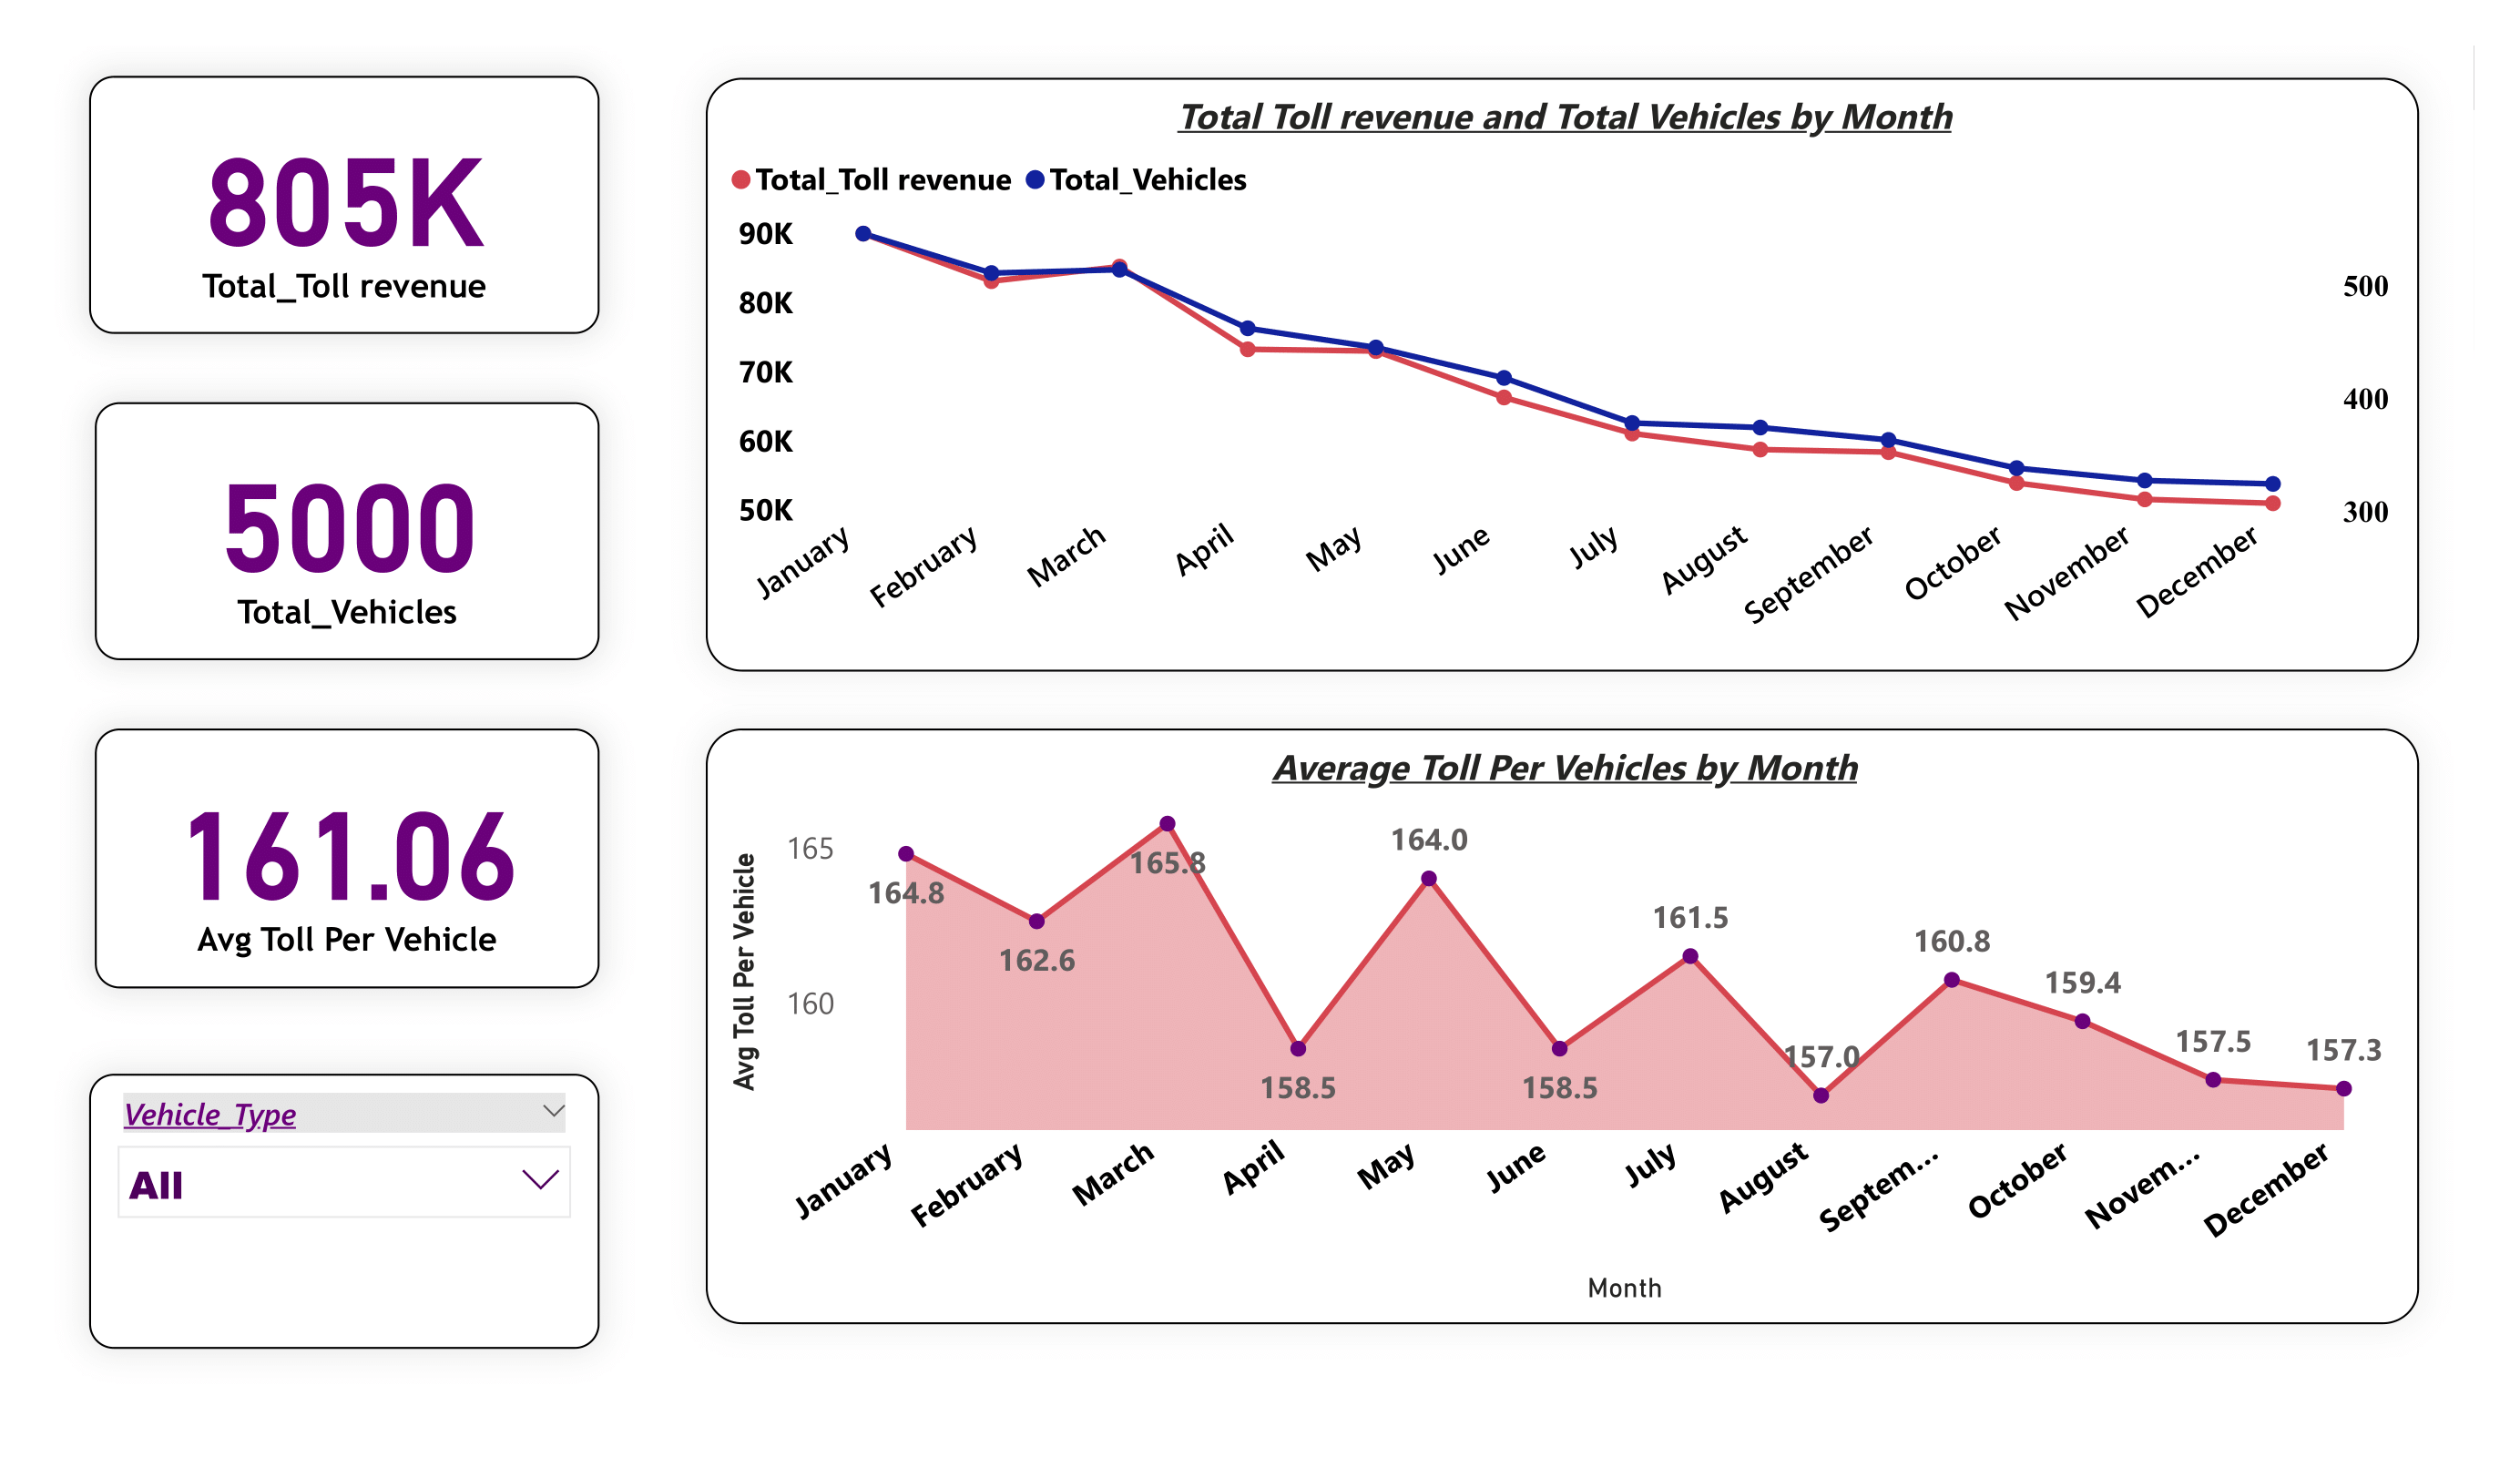 805K
Total_Toll revenue
5000
Total_Vehicles
161.06
Avg Toll Per Vehicle
Vehicle_Type
All
Total Toll revenue and Total Vehicles by Month
Total_Toll revenue Total_Vehicles
90K
80K
70K
60K
50K
500
400
300
January February March April May June July August September October November December
Average Toll Per Vehicles by Month
Avg Toll Per Vehicle
165
160
164.8
162.6
165.8
158.5
164.0
158.5
161.5
157.0
160.8
159.4
157.5
157.3
January February March April May June July August Septem... October Novem... December
Month